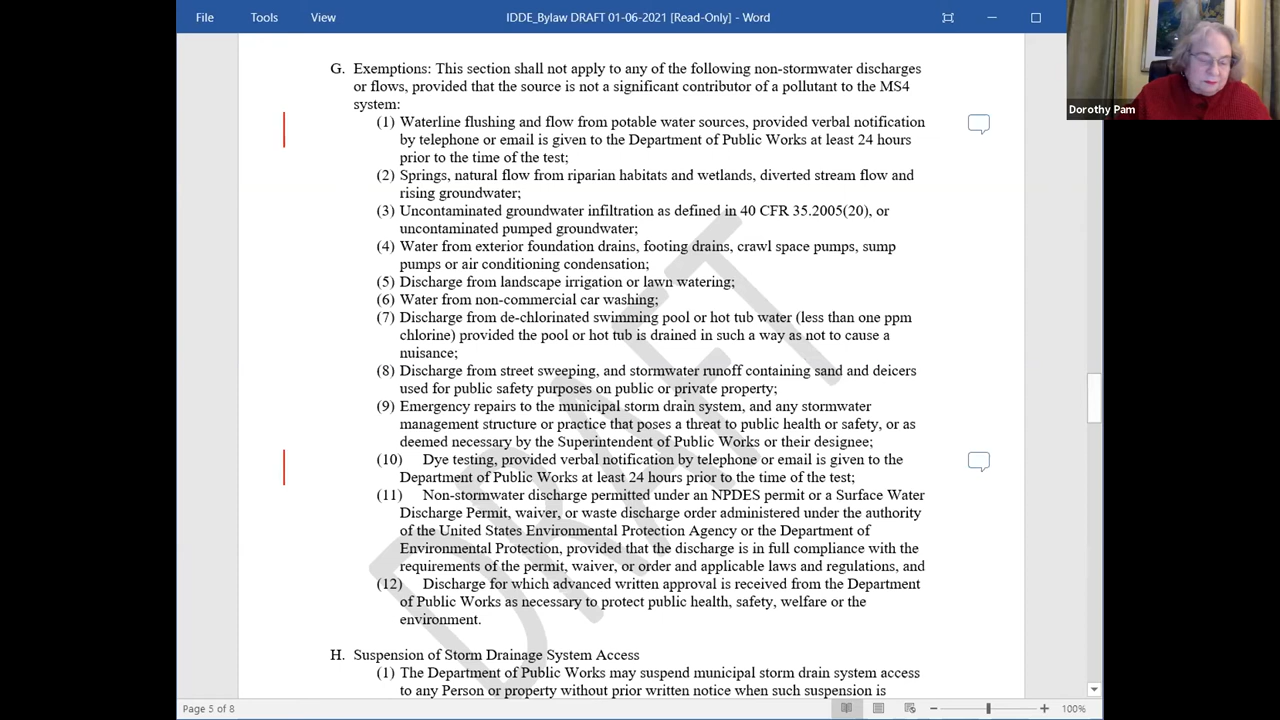 File Tools View IDDE_Bylaw DRAFT 01-06-2021 [Read-Only] - Word
Dorothy Pam
G. Exemptions: This section shall not apply to any of the following non-stormwater discharges
or flows, provided that the source is not a significant contributor of a pollutant to the MS4
system:
(1) Waterline flushing and flow from potable water sources, provided verbal notification
by telephone or email is given to the Department of Public Works at least 24 hours
prior to the time of the test;
(2) Springs, natural flow from riparian habitats and wetlands, diverted stream flow and
rising groundwater;
(3) Uncontaminated groundwater infiltration as defined in 40 CFR 35.2005(20), or
uncontaminated pumped groundwater;
(4) Water from exterior foundation drains, footing drains, crawl space pumps, sump
pumps or air conditioning condensation;
(5) Discharge from landscape irrigation or lawn watering;
(6) Water from non-commercial car washing;
(7) Discharge from de-chlorinated swimming pool or hot tub water (less than one ppm
chlorine) provided the pool or hot tub is drained in such a way as not to cause a
nuisance;
(8) Discharge from street sweeping, and stormwater runoff containing sand and deicers
used for public safety purposes on public or private property;
(9) Emergency repairs to the municipal storm drain system, and any stormwater
management structure or practice that poses a threat to public health or safety, or as
deemed necessary by the Superintendent of Public Works or their designee;
(10) Dye testing, provided verbal notification by telephone or email is given to the
Department of Public Works at least 24 hours prior to the time of the test;
(11) Non-stormwater discharge permitted under an NPDES permit or a Surface Water
Discharge Permit, waiver, or waste discharge order administered under the authority
of the United States Environmental Protection Agency or the Department of
Environmental Protection, provided that the discharge is in full compliance with the
requirements of the permit, waiver, or order and applicable laws and regulations, and
(12) Discharge for which advanced written approval is received from the Department
of Public Works as necessary to protect public health, safety, welfare or the
environment.
DRAFT
H. Suspension of Storm Drainage System Access
(1) The Department of Public Works may suspend municipal storm drain system access
to any Person or property without prior written notice when such suspension is
Page 5 of 8 100%